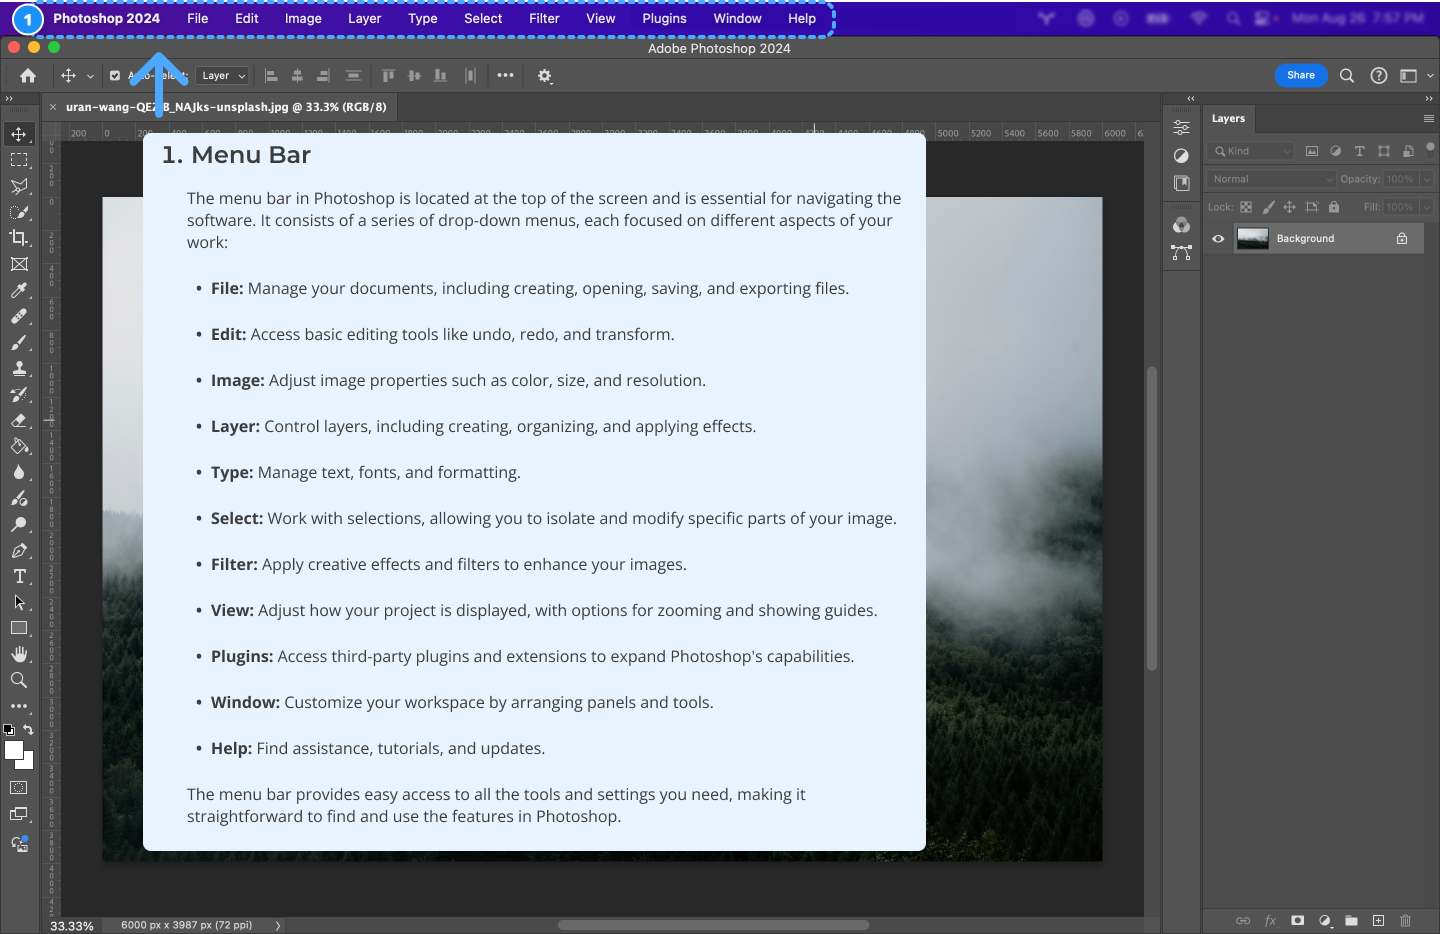 1 Photoshop 2024 File Edit Image Layer Type Select Filter View Plugins Window Help Mon Aug 26 7:57 PM
Adobe Photoshop 2024
Auto-Select: Layer Share
uran-wang-QEZ B_NAJks-unsplash.jpg @ 33.3% (RGB/8)
Layers
Kind
Normal Opacity: 100%
Lock: Fill: 100%
Background
1. Menu Bar
The menu bar in Photoshop is located at the top of the screen and is essential for navigating the
software. It consists of a series of drop-down menus, each focused on different aspects of your
work:
• File: Manage your documents, including creating, opening, saving, and exporting files.
• Edit: Access basic editing tools like undo, redo, and transform.
• Image: Adjust image properties such as color, size, and resolution.
• Layer: Control layers, including creating, organizing, and applying effects.
• Type: Manage text, fonts, and formatting.
• Select: Work with selections, allowing you to isolate and modify specific parts of your image.
• Filter: Apply creative effects and filters to enhance your images.
• View: Adjust how your project is displayed, with options for zooming and showing guides.
• Plugins: Access third-party plugins and extensions to expand Photoshop's capabilities.
• Window: Customize your workspace by arranging panels and tools.
• Help: Find assistance, tutorials, and updates.
The menu bar provides easy access to all the tools and settings you need, making it
straightforward to find and use the features in Photoshop.
33.33% 6000 px x 3987 px (72 ppi)